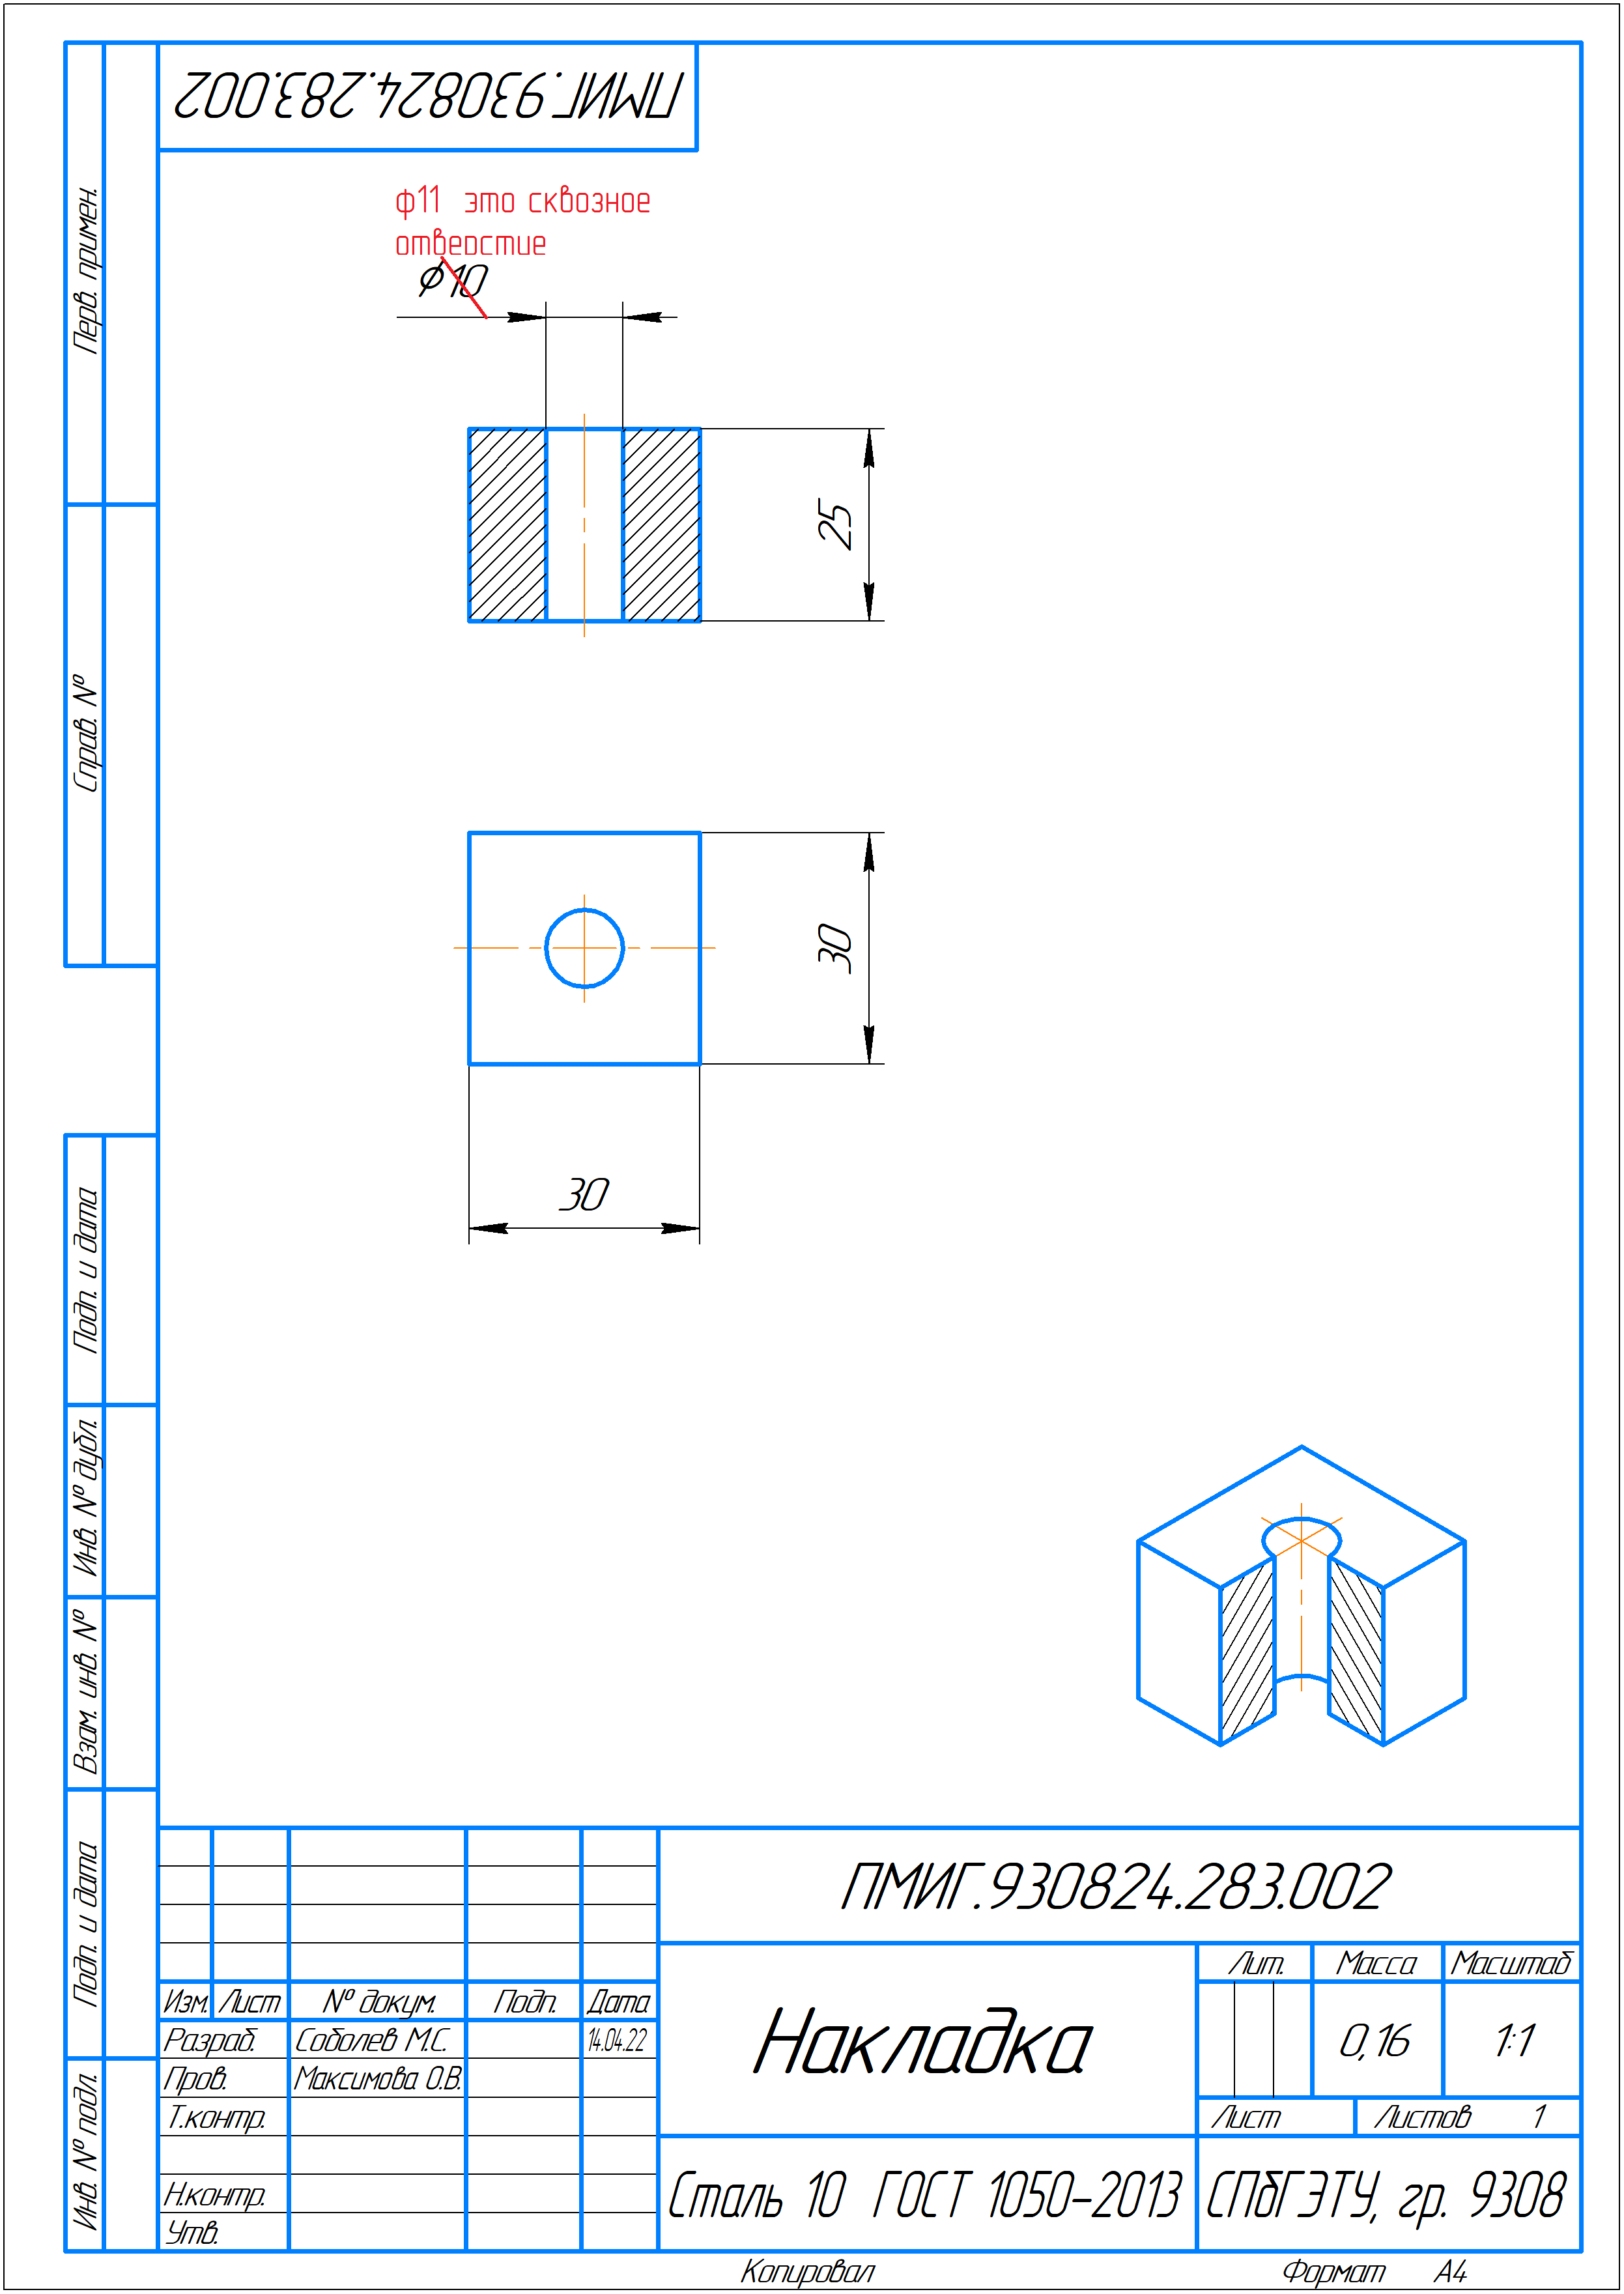 ПМИГ.930824.283.002
ф11 это сквозное
отверстие
⌀10
25
30
30
Перв. примен.
Справ. №
Подп. и дата
Инв. № дубл.
Взам. инв. №
Подп. и дата
Инв. № подл.
ПМИГ.930824.283.002
Изм. Лист № докум. Подп. Дата
Разраб. Соболев М.С. 14.04.22
Пров. Максимова О.В.
Т.контр.
Н.контр.
Утв.
Накладка
Лит. Масса Масштаб
0,16 1:1
Лист Листов 1
Сталь 10 ГОСТ 1050-2013
СПбГЭТУ, гр. 9308
Копировал Формат А4